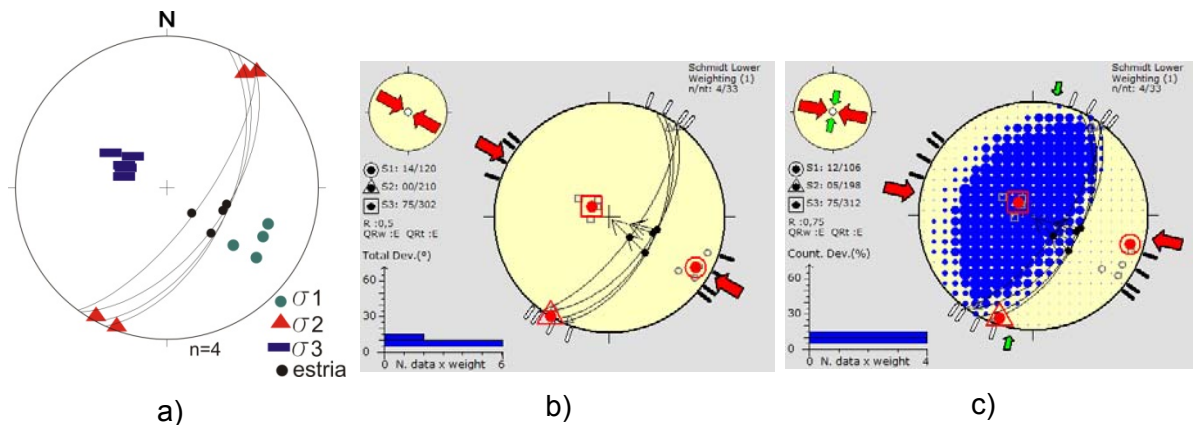 a)
N
σ1
σ2
σ3
estria
n=4
b)
Schmidt Lower
Weighting (1)
n/nt: 4/33
S1: 14/120
S2: 00/210
S3: 75/302
R :0,5
QRw :E QRt :E
Total Dev.(°)
60
30
0
0
6
N. data x weight
c)
Schmidt Lower
Weighting (1)
n/nt: 4/33
S1: 12/106
S2: 05/198
S3: 75/312
R :0,75
QRw :E QRt :E
Count. Dev.(%)
60
30
0
0
4
N. data x weight